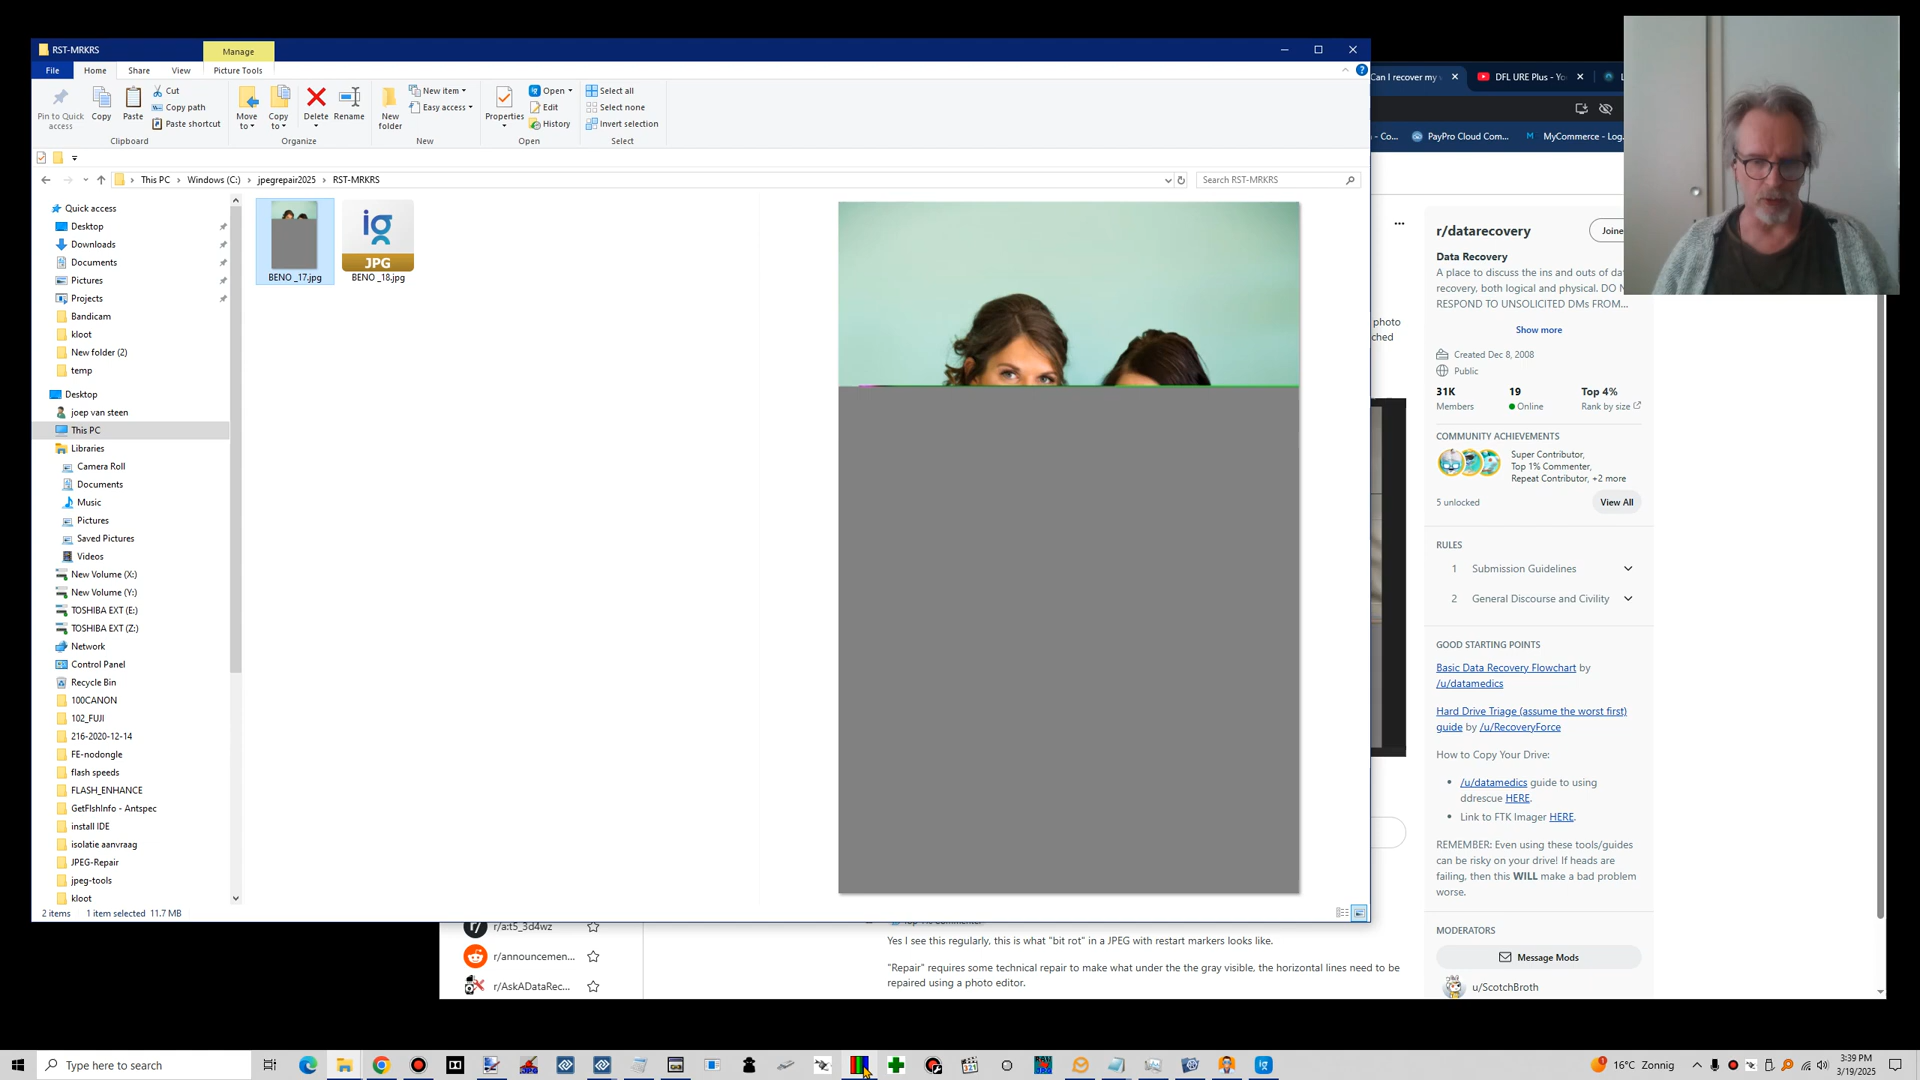 RST-MRKRS
Manage
File
Home
Share
View
Picture Tools
Pin to Quick access
Copy
Paste
Cut
Copy path
Paste shortcut
Clipboard
Move to
Copy to
Delete
Rename
Organize
New folder
New item
Easy access
New
Properties
Open
Edit
History
Open
Select all
Select none
Invert selection
Select
This PC > Windows (C:) > jpegrepair2025 > RST-MRKRS
Search RST-MRKRS
Quick access
Desktop
Downloads
Documents
Pictures
Projects
Bandicam
kloot
New folder (2)
temp
Desktop
joep van steen
This PC
Libraries
Camera Roll
Documents
Music
Pictures
Saved Pictures
Videos
New Volume (X:)
New Volume (Y:)
TOSHIBA EXT (E:)
TOSHIBA EXT (Z:)
Network
Control Panel
Recycle Bin
100CANON
102_FUJI
216-2020-12-14
FE-nodongle
flash speeds
FLASH_ENHANCE
GetFlshInfo - Antspec
install IDE
isolatie aanvraag
JPEG-Repair
jpeg-tools
kloot
BENO _17.jpg
ig
JPG
BENO _18.jpg
2 items
1 item selected 11.7 MB
Can I recover my
DFL URE Plus - Yo
- Co...
PayPro Cloud Com...
MyCommerce - Log
photo
ched
r/datarecovery
Joine
Data Recovery
A place to discuss the ins and outs of da
recovery, both logical and physical. DO N
RESPOND TO UNSOLICITED DMs FROM...
Show more
Created Dec 8, 2008
Public
31K
Members
19
Online
Top 4%
Rank by size
COMMUNITY ACHIEVEMENTS
Super Contributor,
Top 1% Commenter,
Repeat Contributor, +2 more
5 unlocked
View All
RULES
1 Submission Guidelines
2 General Discourse and Civility
GOOD STARTING POINTS
Basic Data Recovery Flowchart by
/u/datamedics
Hard Drive Triage (assume the worst first)
guide by /u/RecoveryForce
How to Copy Your Drive:
/u/datamedics guide to using
ddrescue HERE.
Link to FTK Imager HERE.
REMEMBER: Even using these tools/guides
can be risky on your drive! If heads are
failing, then this WILL make a bad problem
worse.
MODERATORS
Message Mods
u/ScotchBroth
r/a:t5_3d4wz
r/announcemen...
r/AskADataRec...
Yes I see this regularly, this is what "bit rot" in a JPEG with restart markers looks like.
"Repair" requires some technical repair to make what under the the gray visible, the horizontal lines need to be
repaired using a photo editor.
Type here to search
16°C Zonnig
3:39 PM
3/19/2025